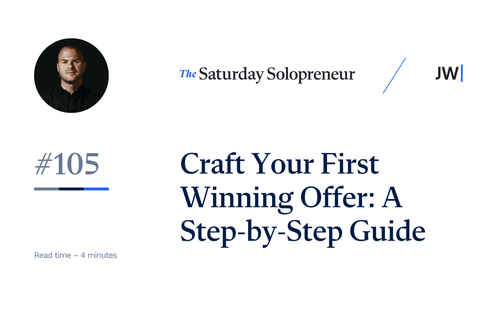 The Saturday Solopreneur
JW
#105
Craft Your First
Winning Offer: A
Step-by-Step Guide
Read time – 4 minutes